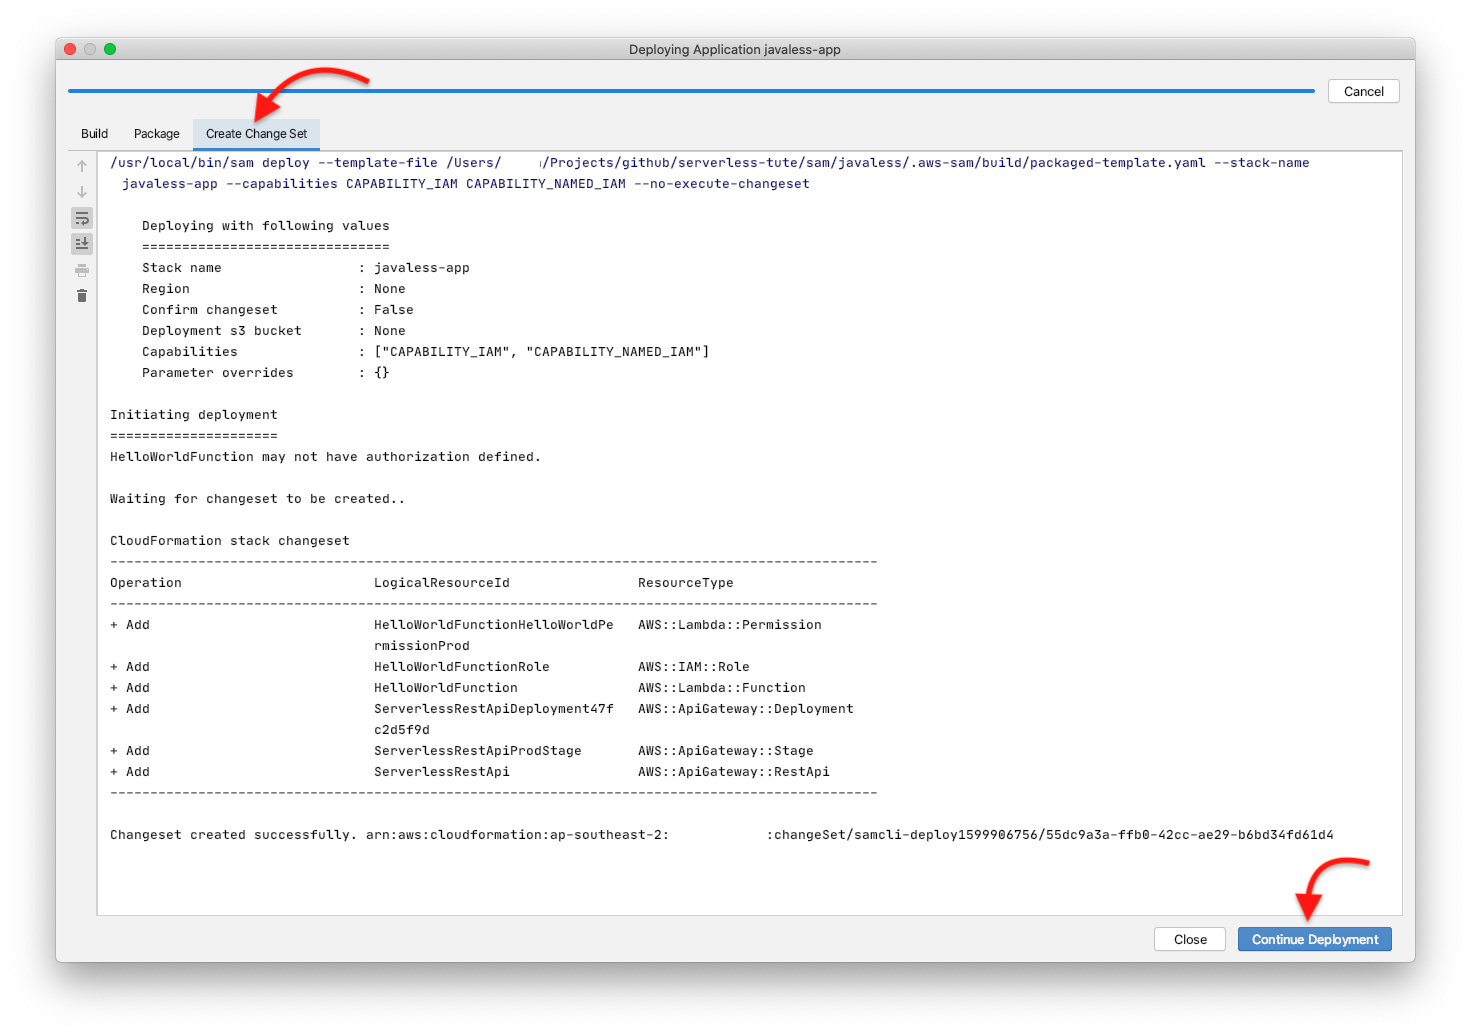 Deploying Application javaless-app
Cancel
Build Package Create Change Set
/usr/local/bin/sam deploy --template-file /Users/ /Projects/github/serverless-tute/sam/javaless/.aws-sam/build/packaged-template.yaml --stack-name
javaless-app --capabilities CAPABILITY_IAM CAPABILITY_NAMED_IAM --no-execute-changeset
Deploying with following values
===============================
Stack name : javaless-app
Region : None
Confirm changeset : False
Deployment s3 bucket : None
Capabilities : ["CAPABILITY_IAM", "CAPABILITY_NAMED_IAM"]
Parameter overrides : {}
Initiating deployment
=====================
HelloWorldFunction may not have authorization defined.
Waiting for changeset to be created..
CloudFormation stack changeset
------------------------------------------------------------------------------------------------
Operation LogicalResourceId ResourceType
------------------------------------------------------------------------------------------------
+ Add HelloWorldFunctionHelloWorldPe AWS::Lambda::Permission
rmissionProd
+ Add HelloWorldFunctionRole AWS::IAM::Role
+ Add HelloWorldFunction AWS::Lambda::Function
+ Add ServerlessRestApiDeployment47f AWS::ApiGateway::Deployment
c2d5f9d
+ Add ServerlessRestApiProdStage AWS::ApiGateway::Stage
+ Add ServerlessRestApi AWS::ApiGateway::RestApi
------------------------------------------------------------------------------------------------
Changeset created successfully. arn:aws:cloudformation:ap-southeast-2: :changeSet/samcli-deploy1599906756/55dc9a3a-ffb0-42cc-ae29-b6bd34fd61d4
Close Continue Deployment